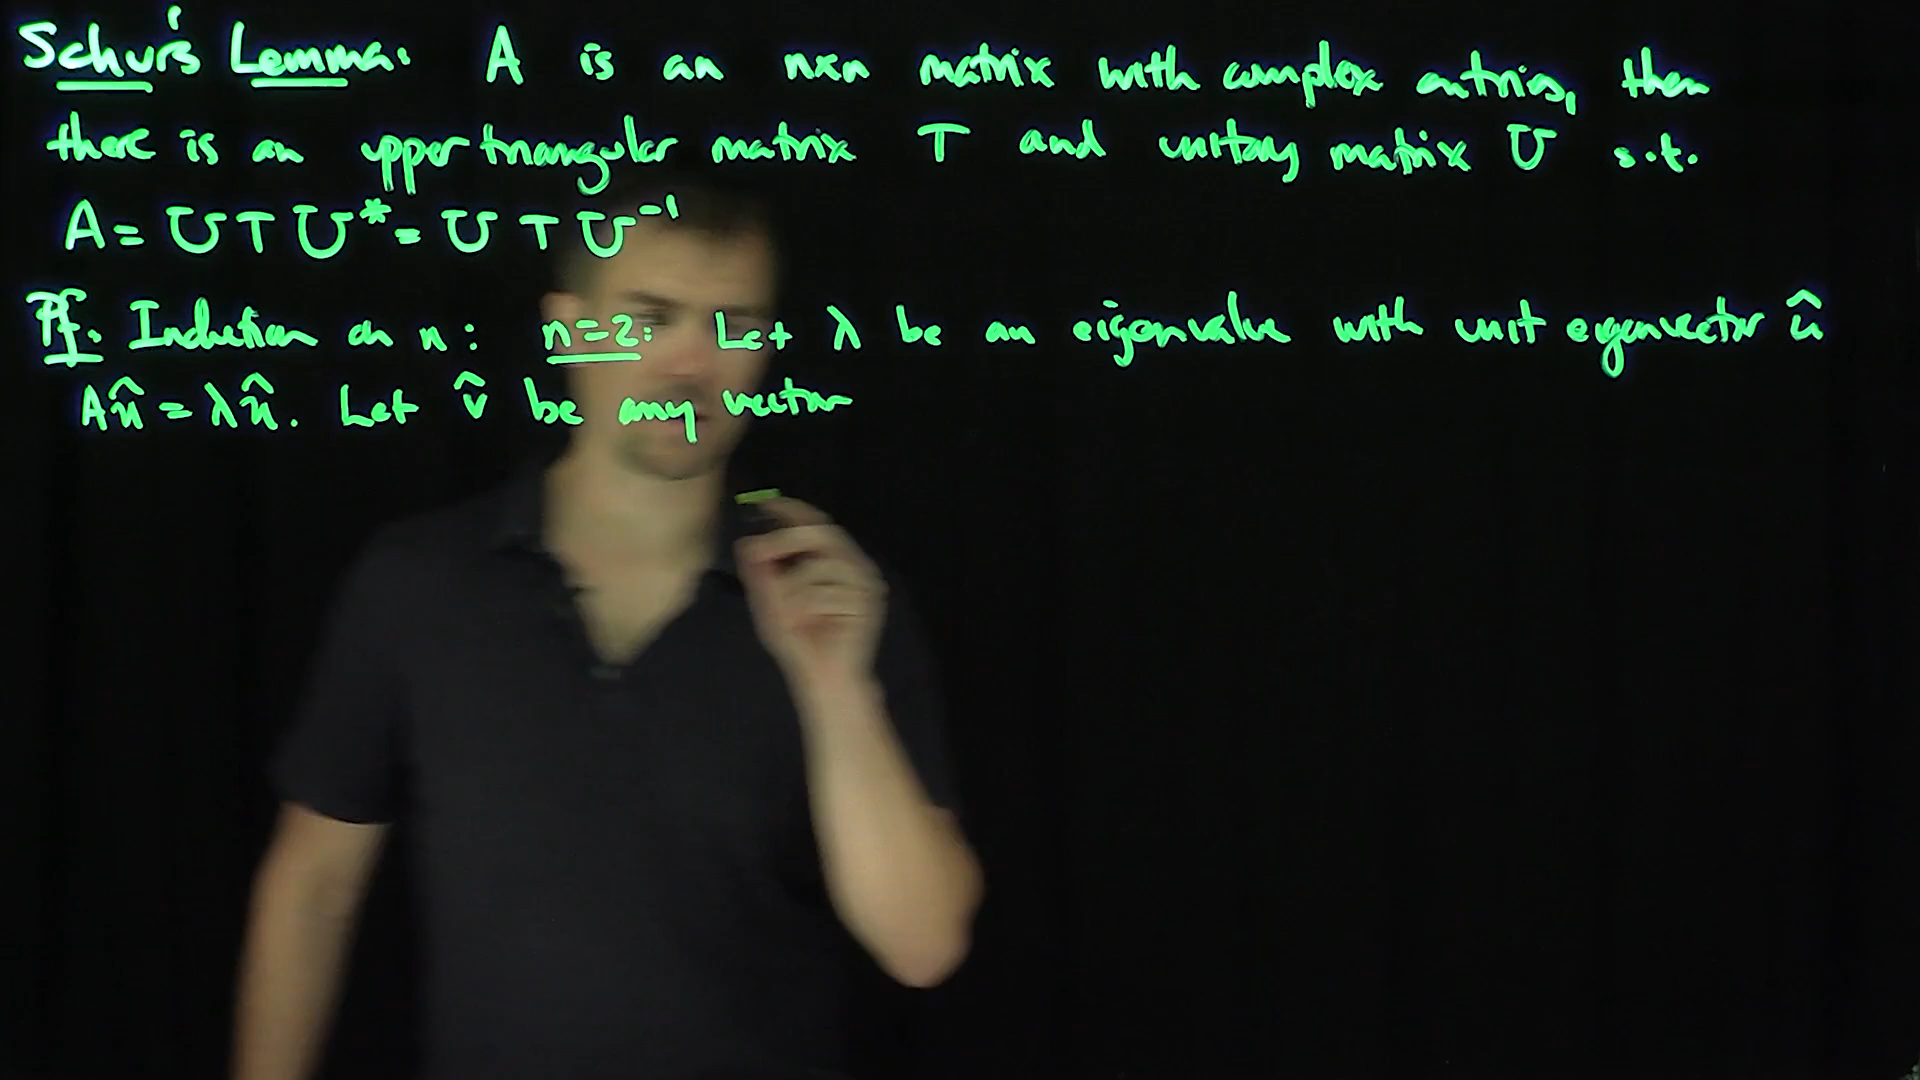 Schur's Lemma: A is an n×n matrix with complex entries, then
there is an upper triangular matrix T and unitary matrix U s.t.
A = U T U* = U T U⁻¹
Pf. Induction on n: n=2: Let λ be an eigenvalue with unit eigenvector û
Aû = λû. Let v̂ be any vector